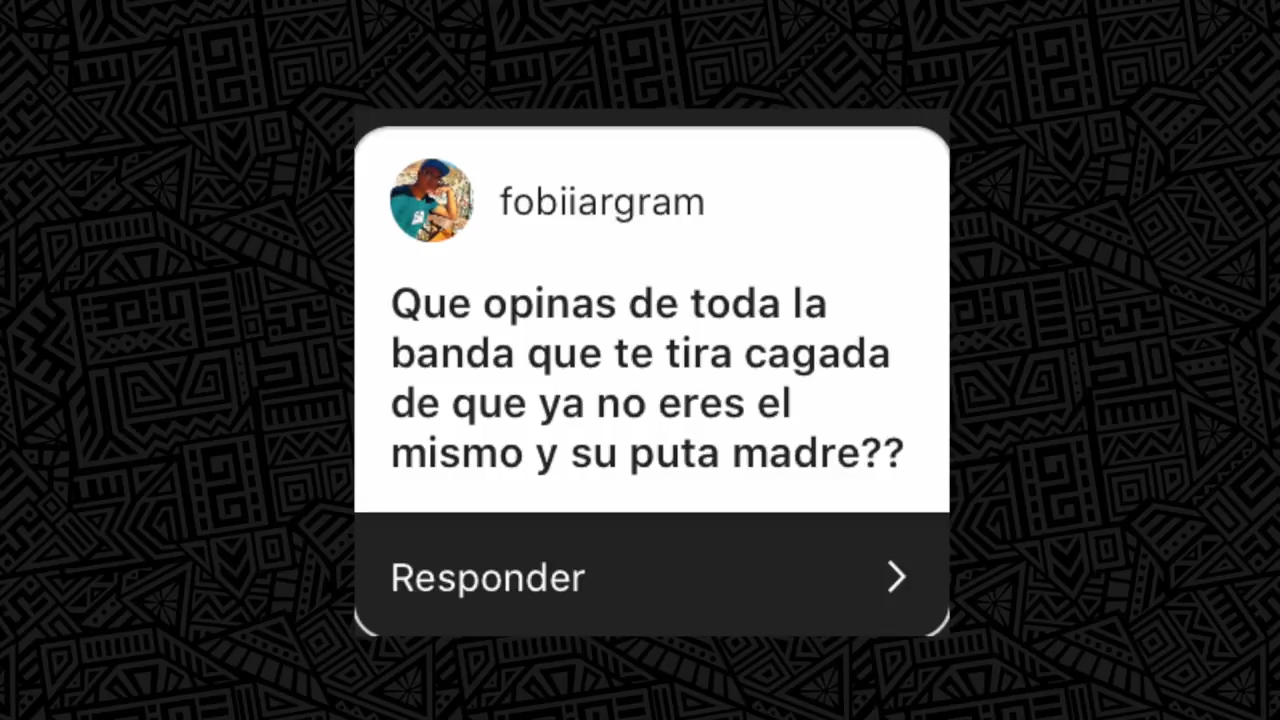 fobiiargram
Que opinas de toda la
banda que te tira cagada
de que ya no eres el
mismo y su puta madre??
Responder